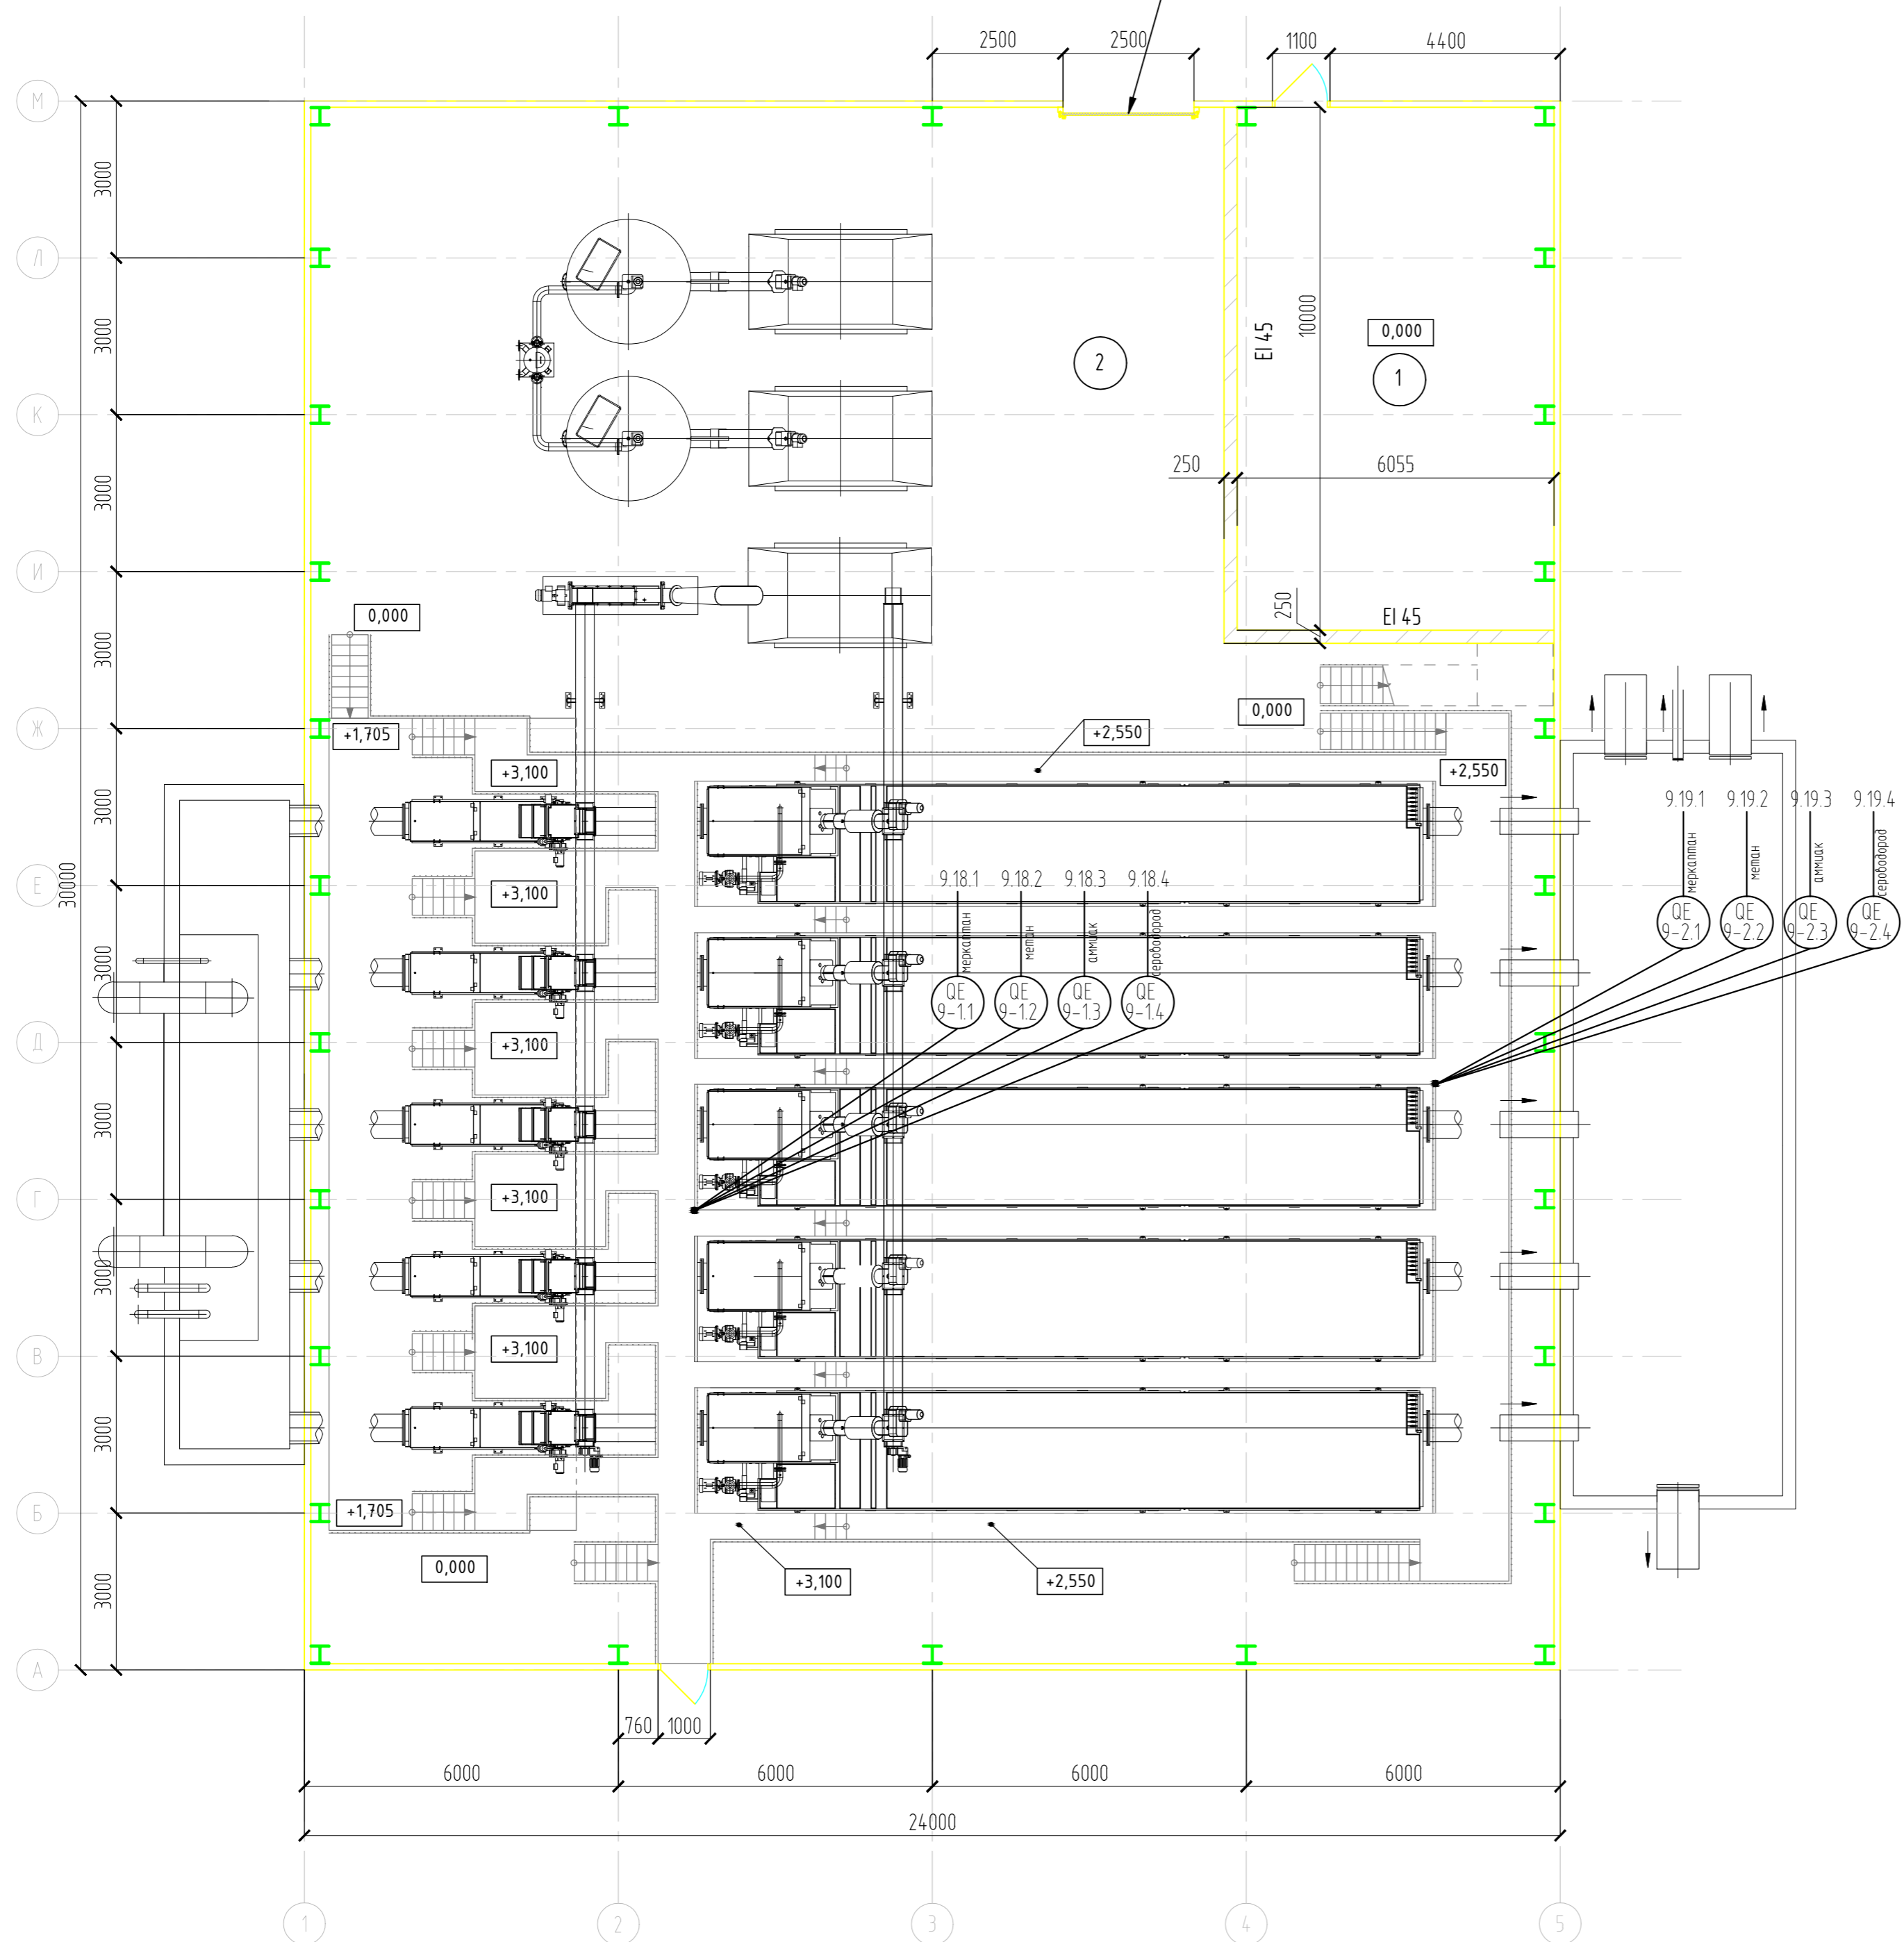 2500
2500
1100
4400
М
3000
Л
3000
10000
EI 45
0,000
2
1
К
3000
250
6055
И
0,000
250
EI 45
3000
0,000
Ж
+1,705
+2,550
+3,100
+2,550
3000
9.19.1
9.19.2
9.19.3
9.19.4
меркаптан
метан
аммиак
сероводород
QE
9-2.1
QE
9-2.2
QE
9-2.3
QE
9-2.4
30000
Е
+3,100
9.18.1
9.18.2
9.18.3
9.18.4
меркаптан
метан
аммиак
сероводород
QE
9-1.1
QE
9-1.2
QE
9-1.3
QE
9-1.4
3000
Д
+3,100
3000
Г
+3,100
3000
В
+3,100
3000
Б
+1,705
0,000
+3,100
+2,550
3000
А
760
1000
6000
6000
6000
6000
24000
1
2
3
4
5